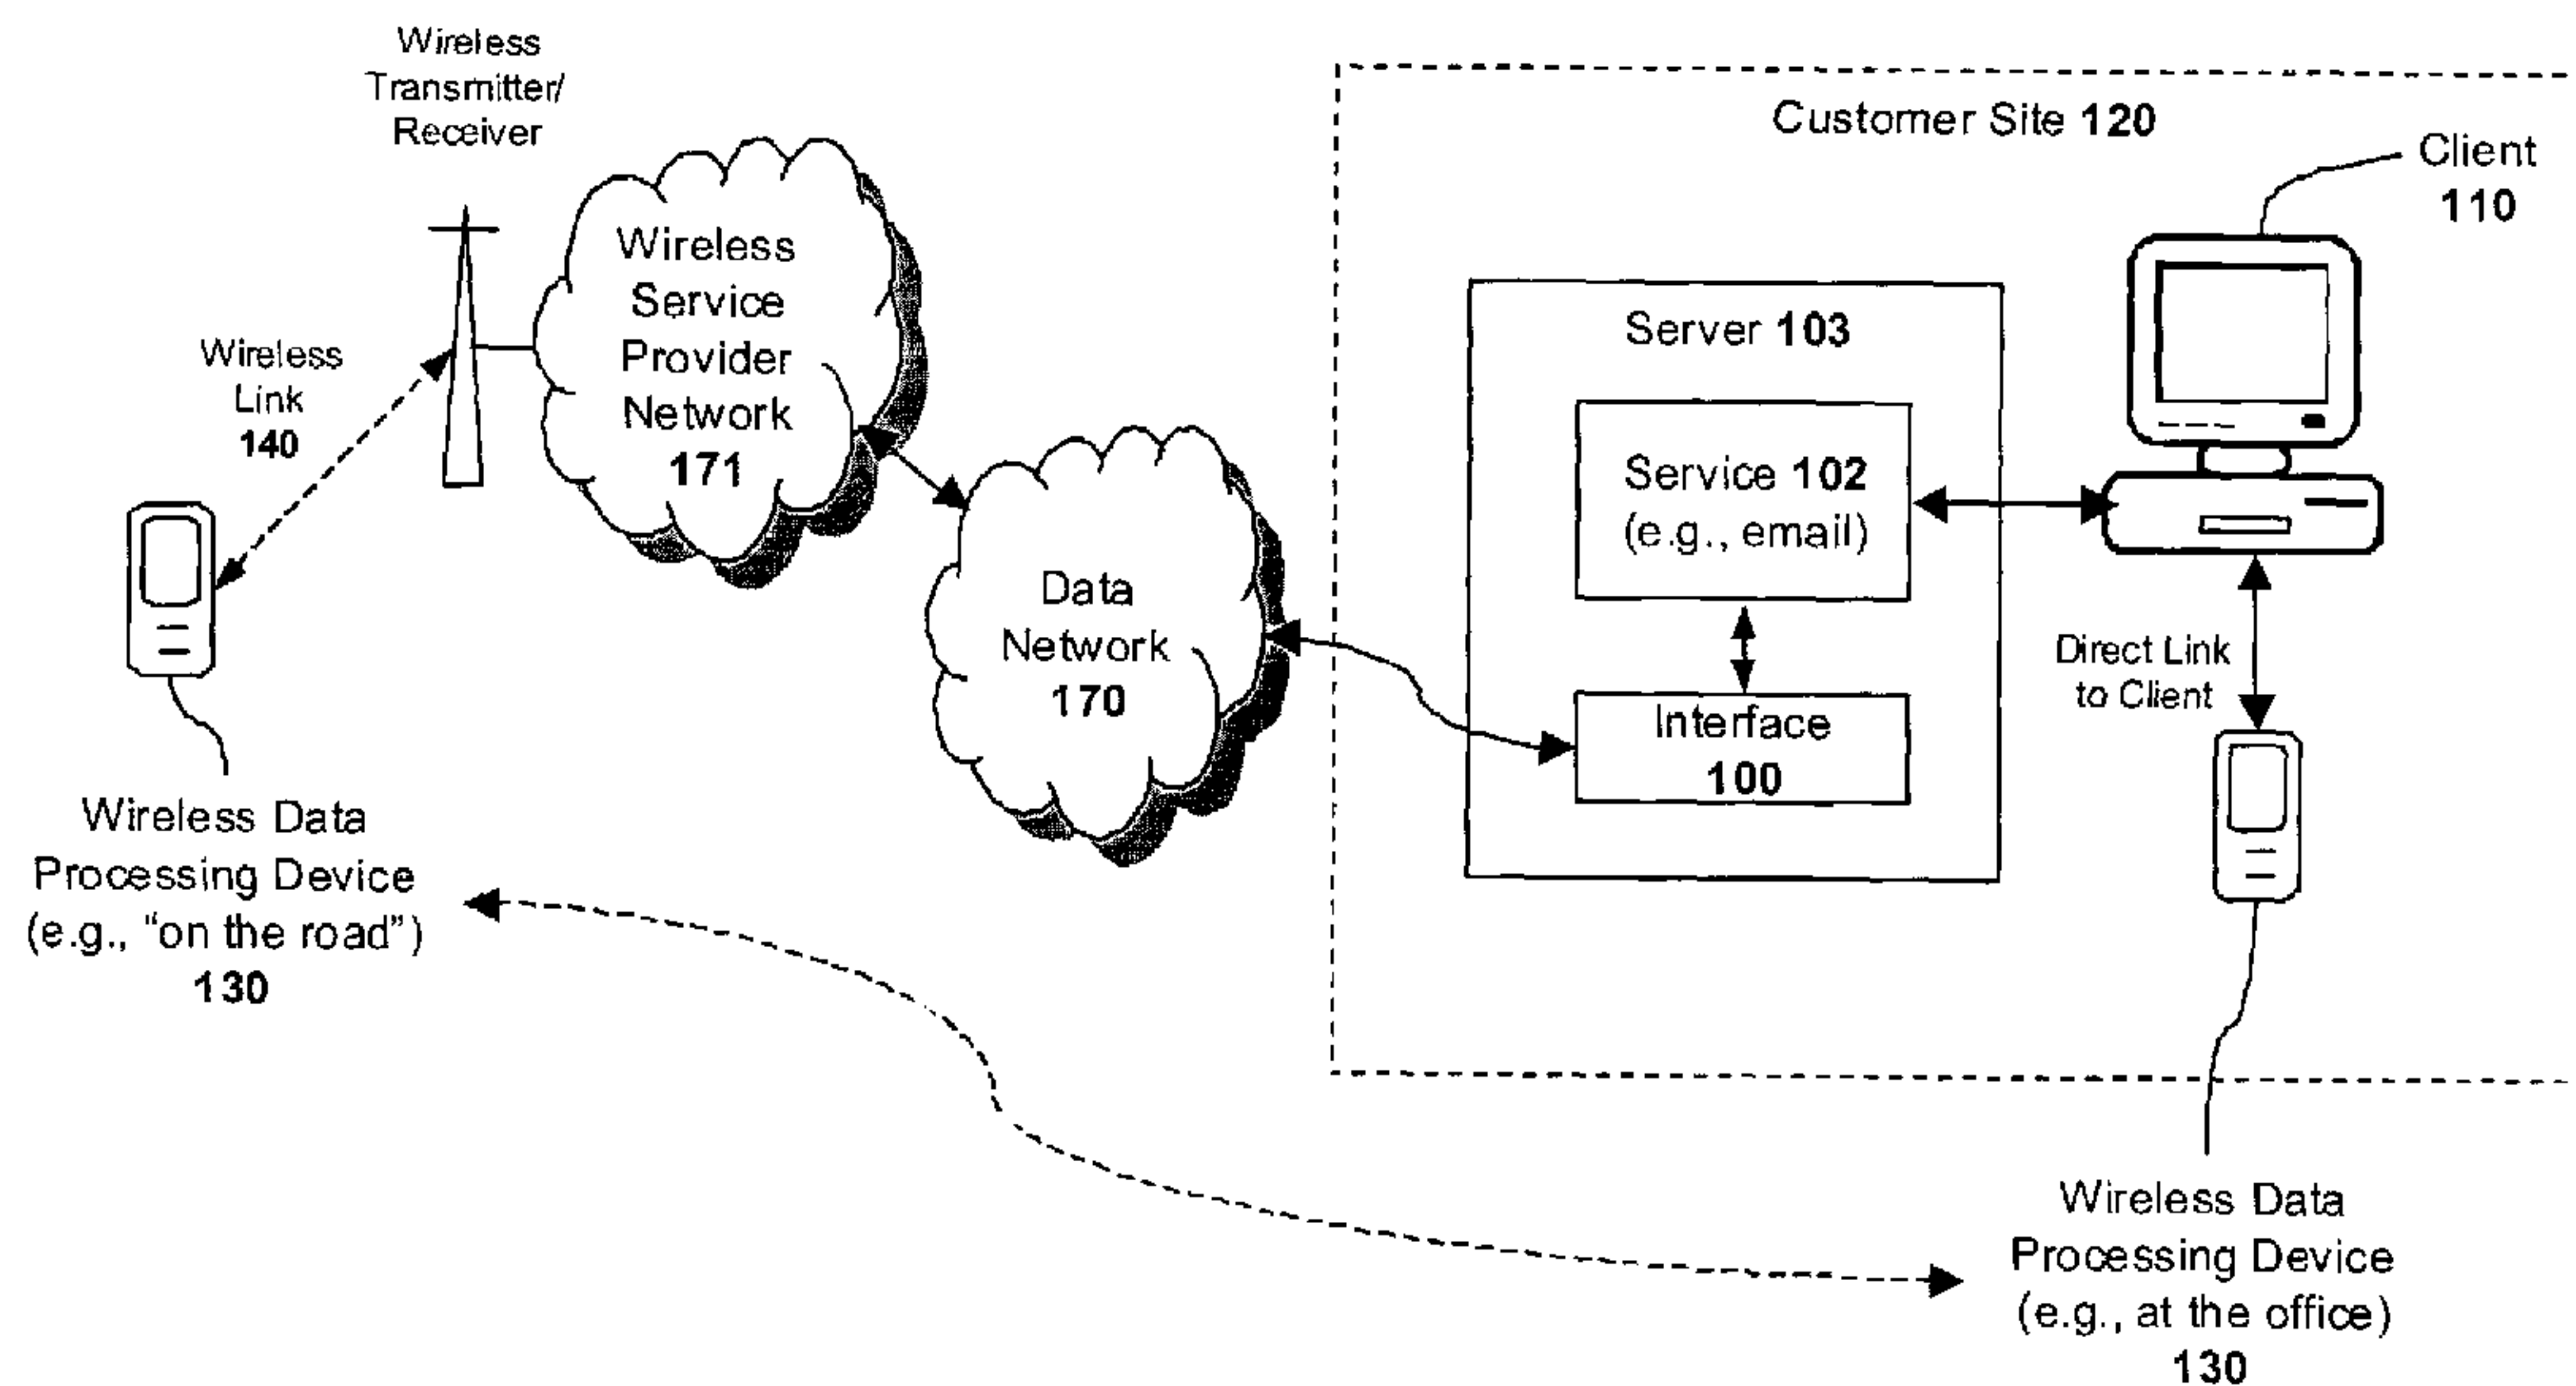 Wireless
Transmitter/
Receiver
Customer Site 120
Client
110
Wireless
Service
Provider
Network
171
Server 103
Wireless
Link
140
Service 102
(e.g., email)
Data
Network
170
Direct Link
to Client
Interface
100
Wireless Data
Processing Device
(e.g., “on the road”)
130
Wireless Data
Processing Device
(e.g., at the office)
130